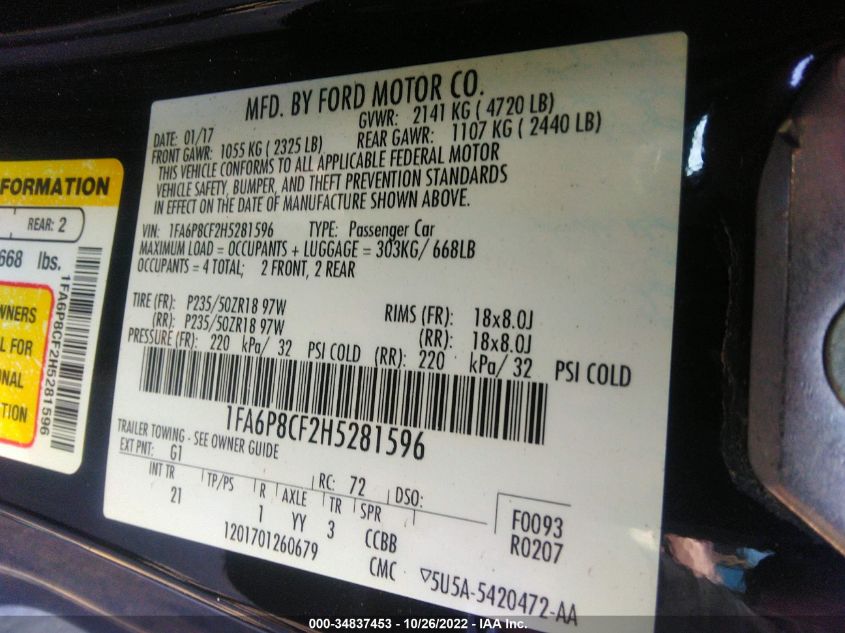 MFD. BY FORD MOTOR CO.
DATE: 01/17 GVWR: 2141 KG ( 4720 LB)
FRONT GAWR: 1055 KG ( 2325 LB) REAR GAWR: 1107 KG ( 2440 LB)
THIS VEHICLE CONFORMS TO ALL APPLICABLE FEDERAL MOTOR
VEHICLE SAFETY, BUMPER, AND THEFT PREVENTION STANDARDS
IN EFFECT ON THE DATE OF MANUFACTURE SHOWN ABOVE.
VIN: 1FA6P8CF2H5281596 TYPE: Passenger Car
MAXIMUM LOAD = OCCUPANTS + LUGGAGE = 303KG/ 668LB
OCCUPANTS = 4 TOTAL; 2 FRONT, 2 REAR
TIRE (FR): P235/50ZR18 97W RIMS (FR): 18x8.0J
(RR): P235/50ZR18 97W (RR): 18x8.0J
PRESSURE (FR): 220 kPa/ 32 PSI COLD (RR): 220 kPa/ 32 PSI COLD
1FA6P8CF2H5281596
TRAILER TOWING - SEE OWNER GUIDE
EXT PNT: G1 RC: 72 DSO:
INT TR TP/PS R AXLE TR SPR
21 1 YY 3 CCBB
F0093
R0207
1201701260679 CMC ▽5U5A-5420472-AA
FORMATION
REAR: 2
668 lbs.
WNERS
L FOR
ONAL
TION
1FA6P8CF2H5281596
000-34837453 - 10/26/2022 - IAA Inc.